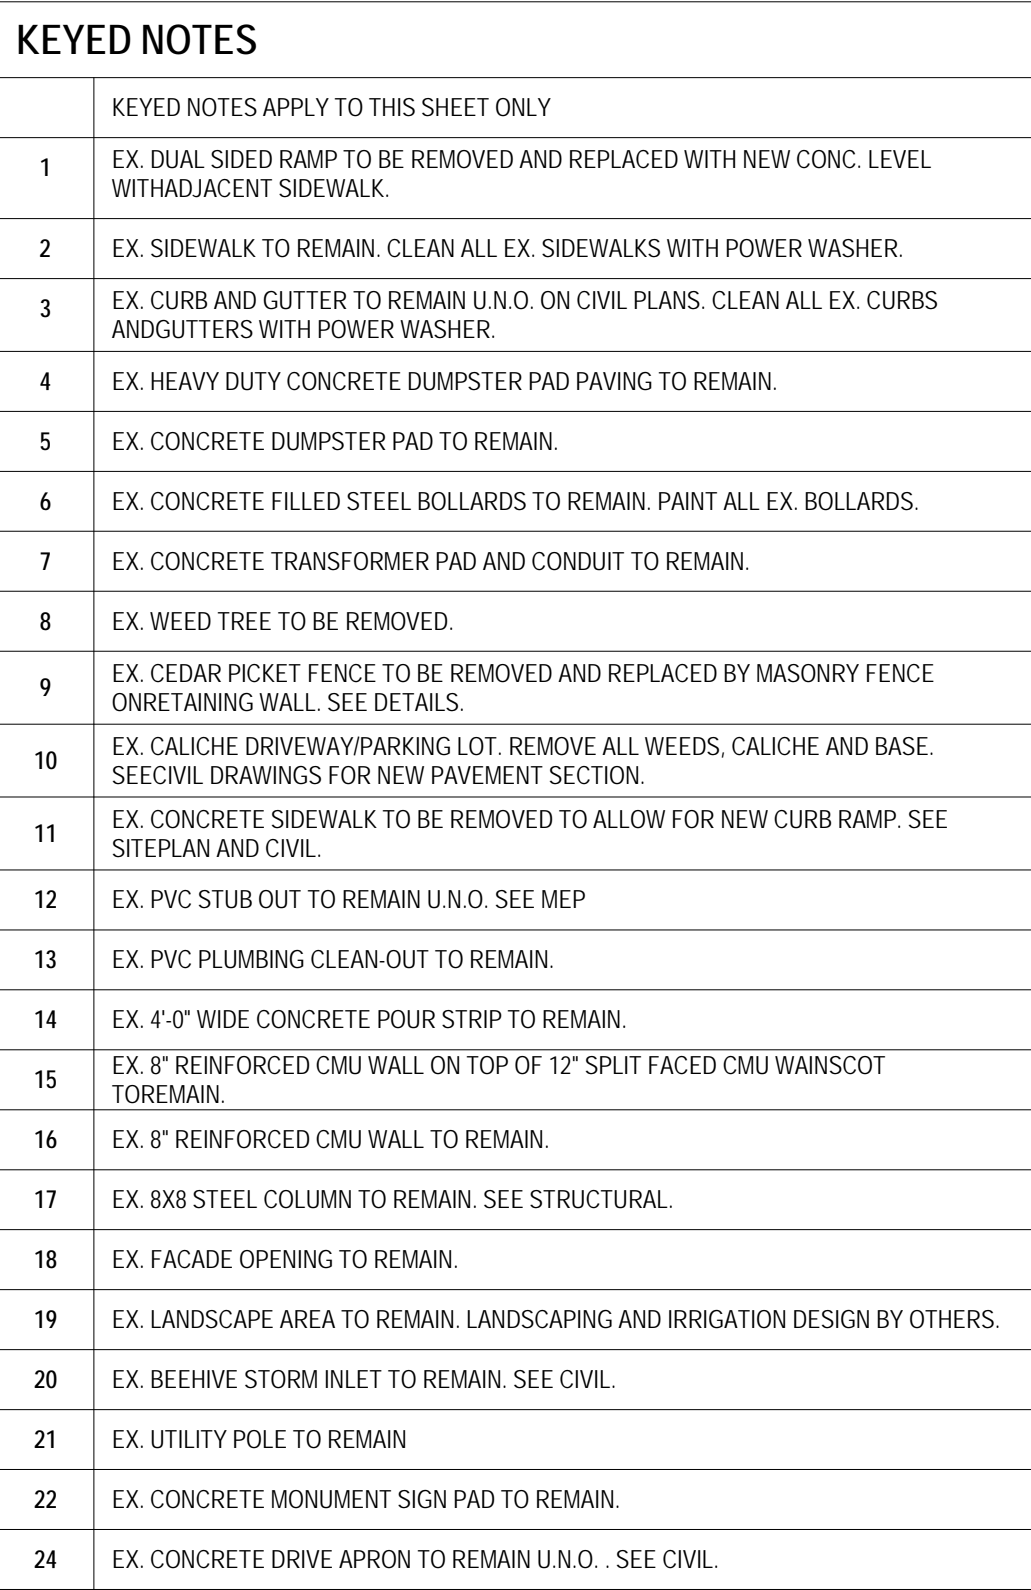 KEYED NOTES
KEYED NOTES APPLY TO THIS SHEET ONLY
1 EX. DUAL SIDED RAMP TO BE REMOVED AND REPLACED WITH NEW CONC. LEVEL
WITHADJACENT SIDEWALK.
2 EX. SIDEWALK TO REMAIN. CLEAN ALL EX. SIDEWALKS WITH POWER WASHER.
3 EX. CURB AND GUTTER TO REMAIN U.N.O. ON CIVIL PLANS. CLEAN ALL EX. CURBS
ANDGUTTERS WITH POWER WASHER.
4 EX. HEAVY DUTY CONCRETE DUMPSTER PAD PAVING TO REMAIN.
5 EX. CONCRETE DUMPSTER PAD TO REMAIN.
6 EX. CONCRETE FILLED STEEL BOLLARDS TO REMAIN. PAINT ALL EX. BOLLARDS.
7 EX. CONCRETE TRANSFORMER PAD AND CONDUIT TO REMAIN.
8 EX. WEED TREE TO BE REMOVED.
9 EX. CEDAR PICKET FENCE TO BE REMOVED AND REPLACED BY MASONRY FENCE
ONRETAINING WALL. SEE DETAILS.
10 EX. CALICHE DRIVEWAY/PARKING LOT. REMOVE ALL WEEDS, CALICHE AND BASE.
SEECIVIL DRAWINGS FOR NEW PAVEMENT SECTION.
11 EX. CONCRETE SIDEWALK TO BE REMOVED TO ALLOW FOR NEW CURB RAMP. SEE
SITEPLAN AND CIVIL.
12 EX. PVC STUB OUT TO REMAIN U.N.O. SEE MEP
13 EX. PVC PLUMBING CLEAN-OUT TO REMAIN.
14 EX. 4'-0" WIDE CONCRETE POUR STRIP TO REMAIN.
15 EX. 8" REINFORCED CMU WALL ON TOP OF 12" SPLIT FACED CMU WAINSCOT
TOREMAIN.
16 EX. 8" REINFORCED CMU WALL TO REMAIN.
17 EX. 8X8 STEEL COLUMN TO REMAIN. SEE STRUCTURAL.
18 EX. FACADE OPENING TO REMAIN.
19 EX. LANDSCAPE AREA TO REMAIN. LANDSCAPING AND IRRIGATION DESIGN BY OTHERS.
20 EX. BEEHIVE STORM INLET TO REMAIN. SEE CIVIL.
21 EX. UTILITY POLE TO REMAIN
22 EX. CONCRETE MONUMENT SIGN PAD TO REMAIN.
24 EX. CONCRETE DRIVE APRON TO REMAIN U.N.O. . SEE CIVIL.